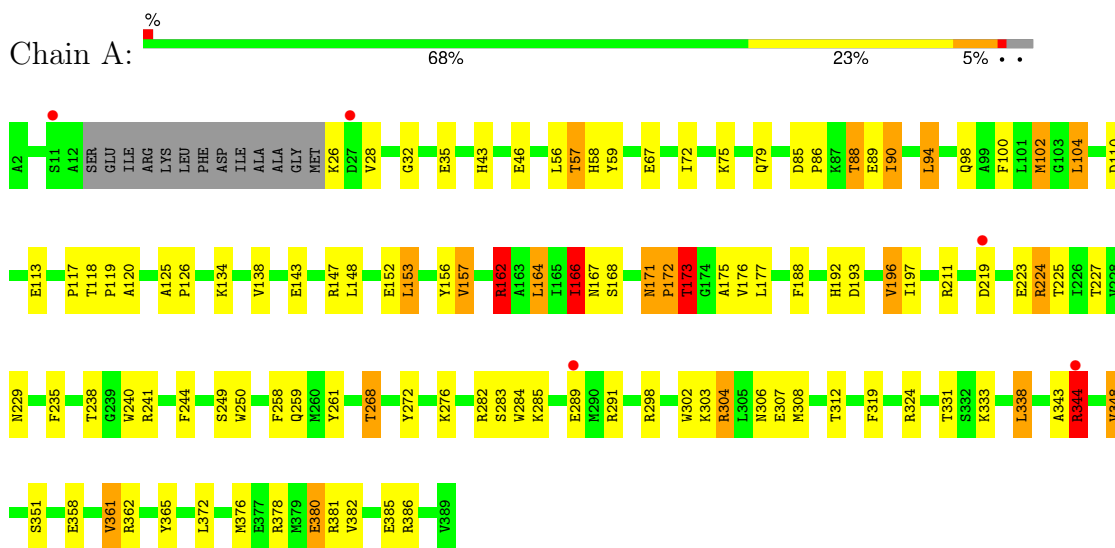 %
Chain A:
68% 23% 5% • •
A2 S11 A12 SER GLU ILE ARG LYS LEU PHE ASP ILE ALA ALA GLY MET K26 D27 V28 G32 E35 H43 E46 L56 T57 H58 Y59 E67 I72 K75 Q79 D85 P86 K87 T88 E89 I90 L94 Q98 A99 F100 L101 M102 G103 L104 D110
E113 P117 T118 P119 A120 A125 P126 K134 V138 E143 R147 L148 E152 L153 Y156 V157 R162 A163 L164 I165 I166 N167 S168 N171 P172 T173 G174 A175 V176 L177 F188 H192 D193 V196 I197 R211 D219 E223 R224 T225 I226 T227 V228
N229 F235 T238 G239 W240 R241 F244 S249 W250 F258 Q259 M260 Y261 T268 Y272 K276 R282 S283 W284 K285 E289 M290 R291 R298 W302 K303 R304 L305 N306 E307 M308 T312 F319 R324 T331 S332 K333 L338 A343 R344 V348
S351 E358 V361 R362 Y365 L372 M376 E377 R378 M379 E380 R381 V382 E385 R386 V389